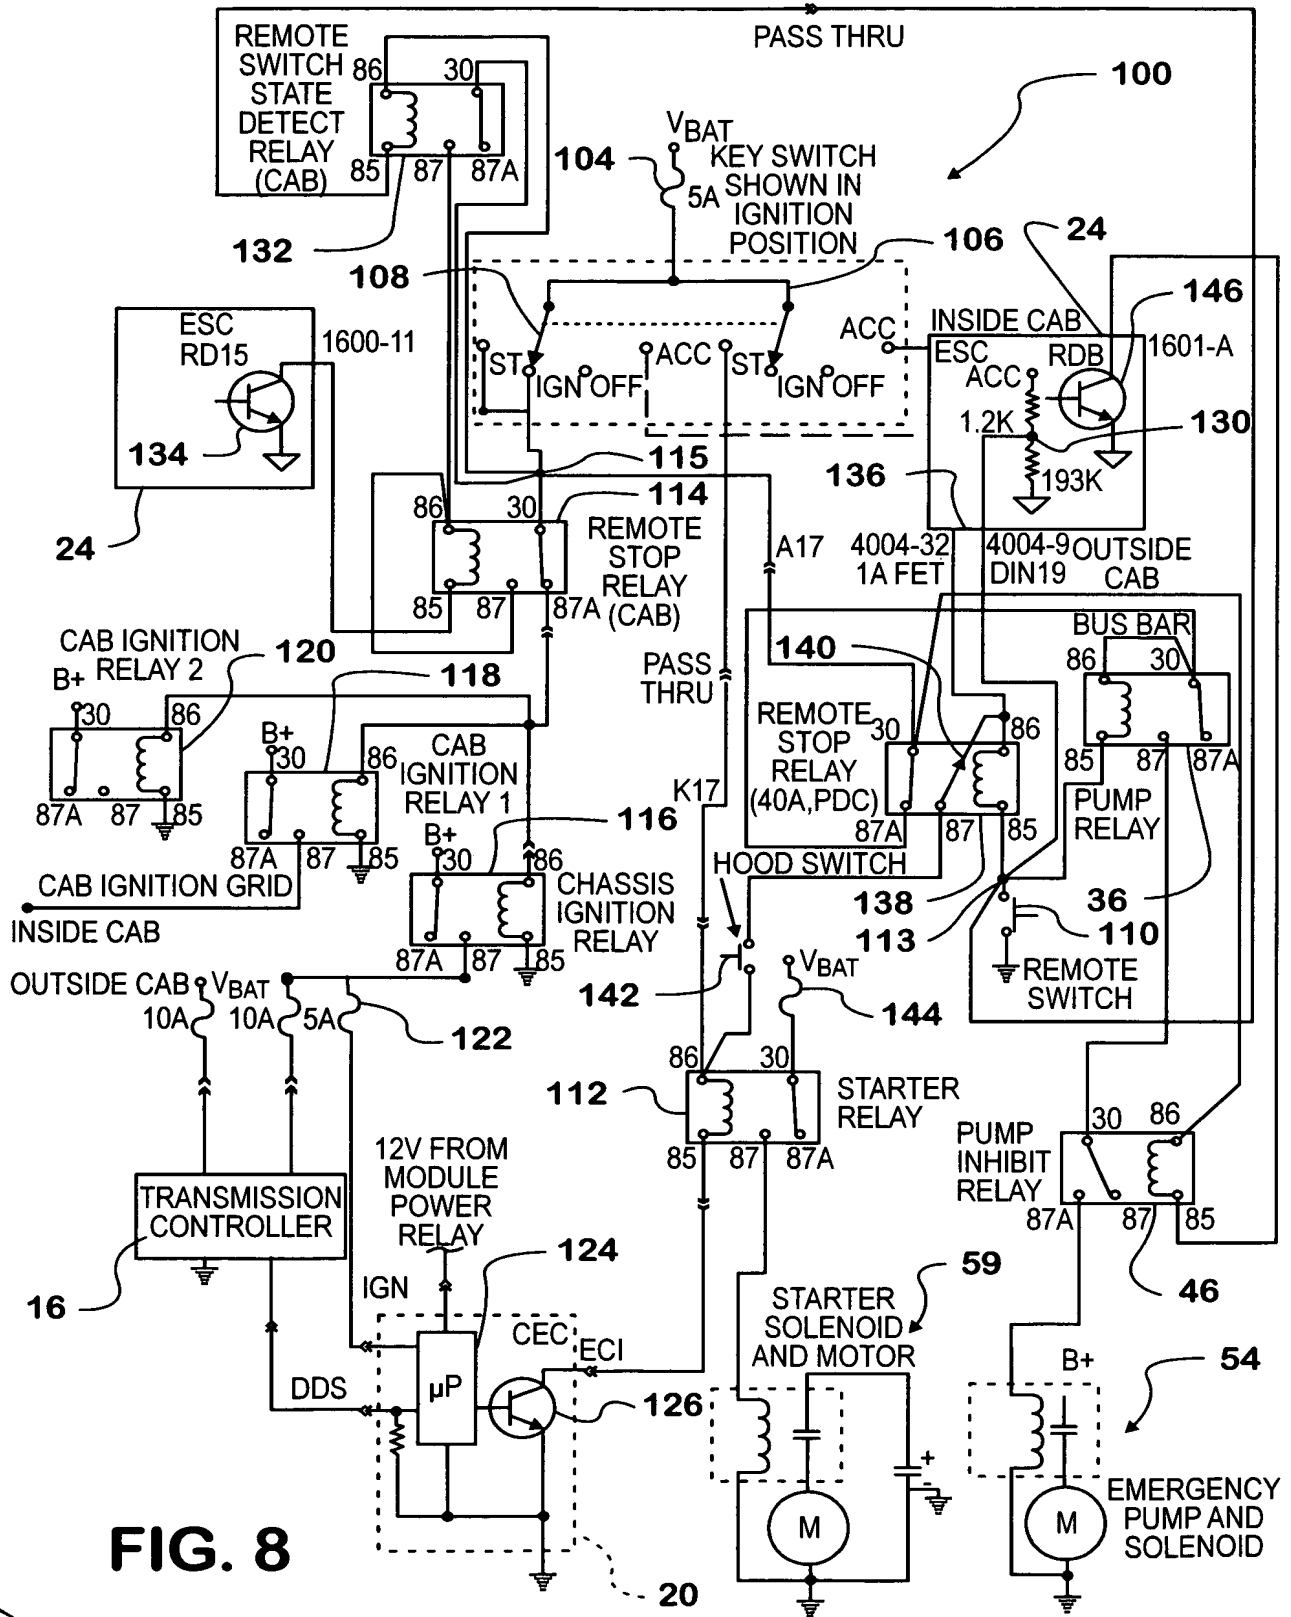 PASS THRU
REMOTE
SWITCH
STATE
DETECT
RELAY
(CAB)
86
30
85
87
87A
132
100
VBAT
104
5A
KEY SWITCH
SHOWN IN
IGNITION
POSITION
106
108
24
146
ACC
INSIDE CAB
1601-A
ESC
RDB
ACC
1.2K
130
193K
136
ST
IGN
OFF
ACC
ST
IGN
OFF
ESC
RD15
1600-11
134
24
115
114
86
30
REMOTE
STOP
RELAY
(CAB)
85
87
87A
A17
4004-32
1A FET
4004-9
DIN19
OUTSIDE
CAB
CAB IGNITION
RELAY 2
120
B+
30
86
87A
87
85
118
B+
30
86
CAB
IGNITION
RELAY 1
87A
87
85
CAB IGNITION GRID
INSIDE CAB
PASS
THRU
K17
140
REMOTE
STOP
RELAY
(40A,PDC)
30
86
87A
87
85
BUS BAR
86
30
85
87
87A
PUMP
RELAY
116
B+
30
86
CHASSIS
IGNITION
RELAY
87A
87
85
HOOD SWITCH
138
113
36
110
REMOTE
SWITCH
OUTSIDE CAB
VBAT
10A
10A
5A
122
142
VBAT
144
86
30
112
STARTER
RELAY
85
87
87A
30
86
PUMP
INHIBIT
RELAY
87A
87
85
46
12V FROM
MODULE
POWER
RELAY
TRANSMISSION
CONTROLLER
16
124
IGN
CEC
ECI
µP
DDS
126
STARTER
SOLENOID
AND MOTOR
59
+
-
M
B+
54
M
EMERGENCY
PUMP AND
SOLENOID
20
FIG. 8